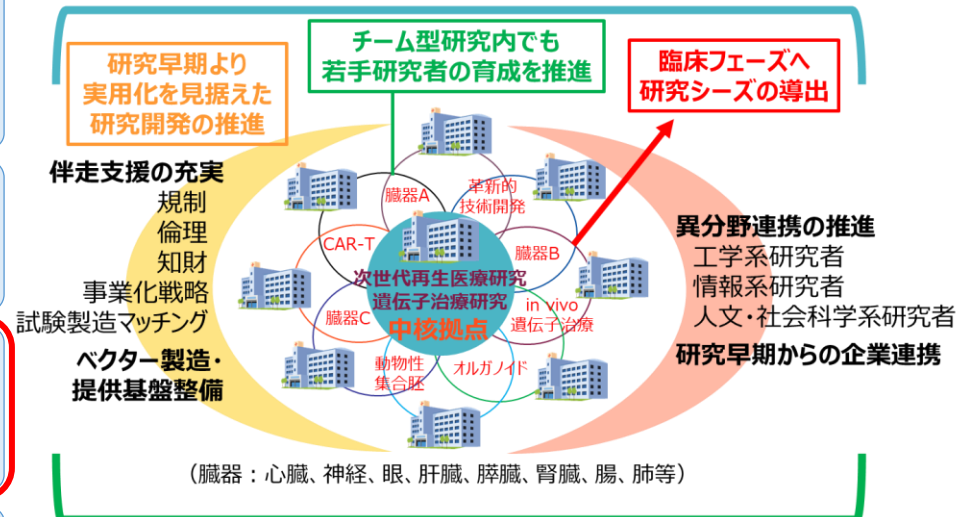 研究早期より
実用化を見据えた
研究開発の推進
チーム型研究内でも
若手研究者の育成を推進
臨床フェーズへ
研究シーズの導出
伴走支援の充実
規制
倫理
知財
事業化戦略
試験製造マッチング
ベクター製造・
提供基盤整備
臓器A
革新的
技術開発
CAR-T
臓器B
次世代再生医療研究
遺伝子治療研究
中核拠点
臓器C
in vivo
遺伝子治療
動物性
集合胚
オルガノイド
異分野連携の推進
工学系研究者
情報系研究者
人文・社会科学系研究者
研究早期からの企業連携
（臓器：心臓、神経、眼、肝臓、膵臓、腎臓、腸、肺等）